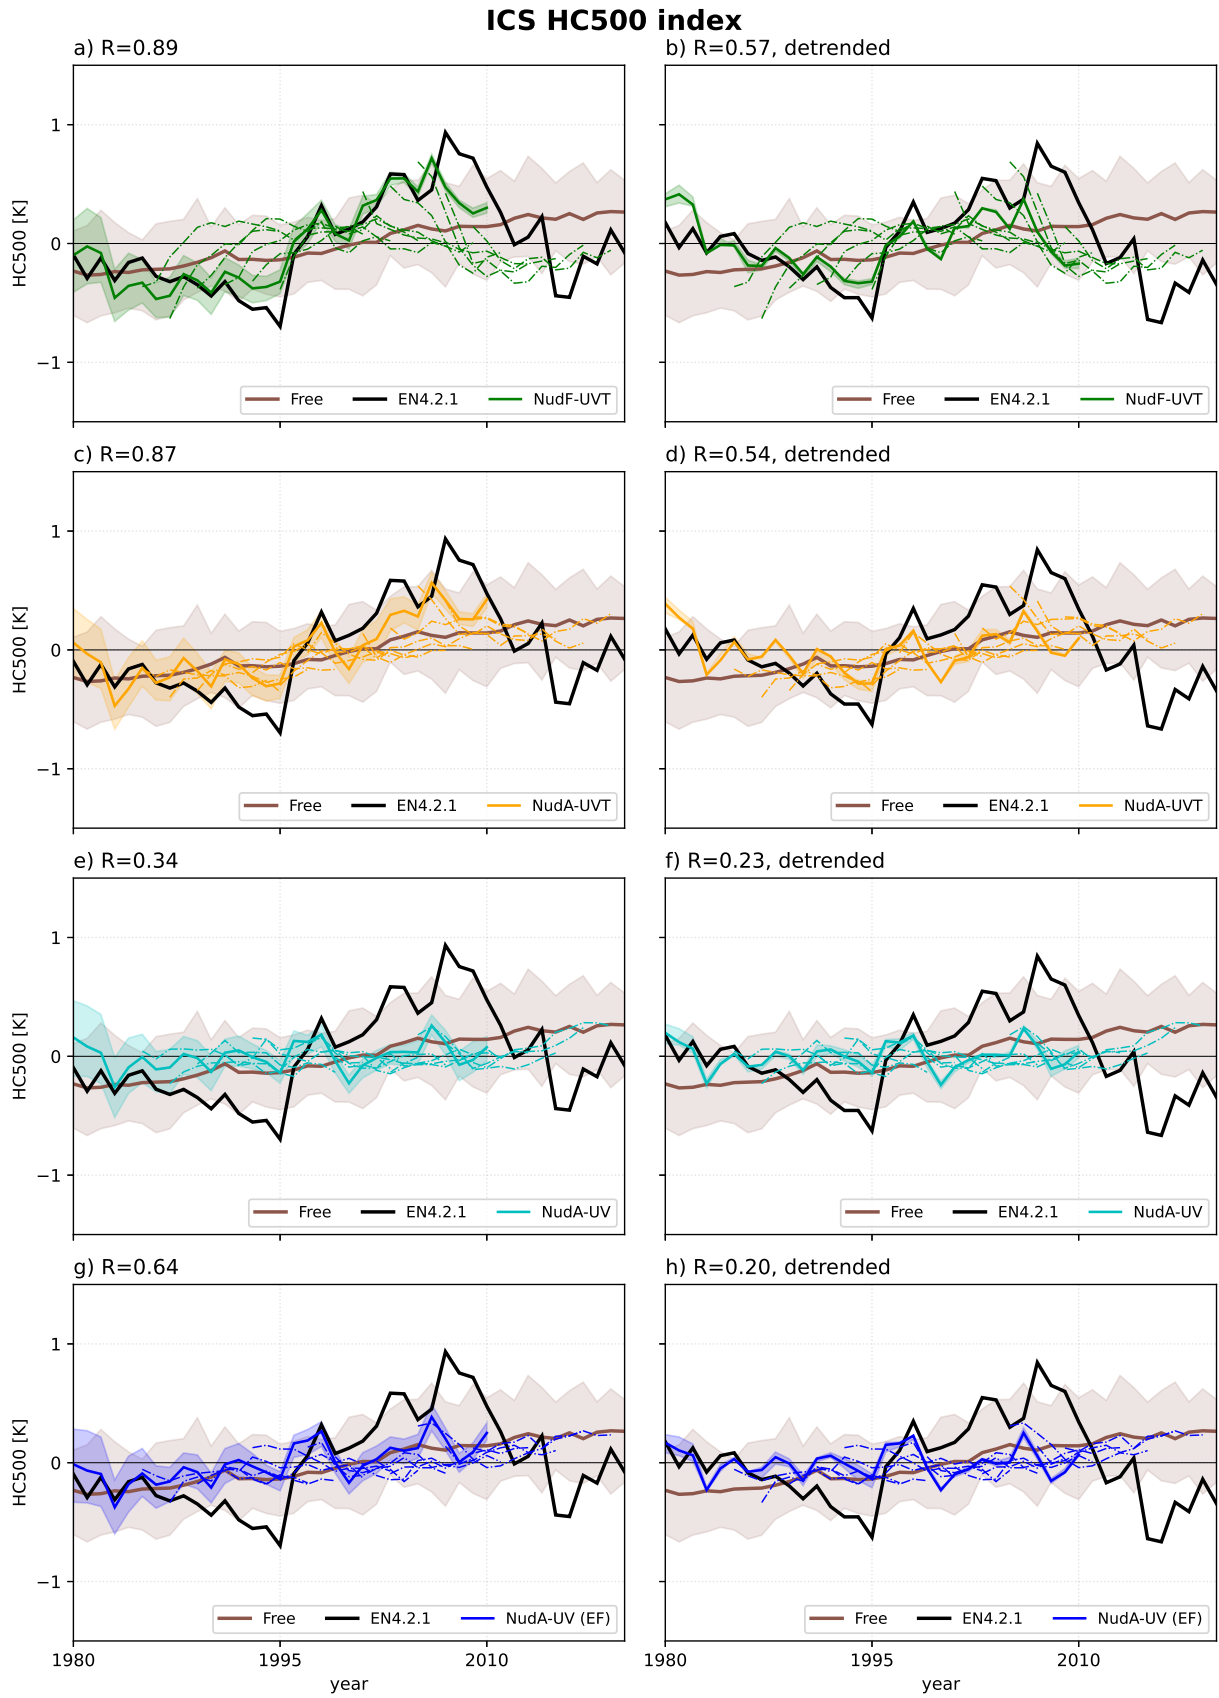 ICS HC500 index
a) R=0.89
b) R=0.57, detrended
1
0
−1
HC500 [K]
Free EN4.2.1 NudF-UVT
Free EN4.2.1 NudF-UVT
c) R=0.87
d) R=0.54, detrended
1
0
−1
HC500 [K]
Free EN4.2.1 NudA-UVT
Free EN4.2.1 NudA-UVT
e) R=0.34
f) R=0.23, detrended
1
0
−1
HC500 [K]
Free EN4.2.1 NudA-UV
Free EN4.2.1 NudA-UV
g) R=0.64
h) R=0.20, detrended
1
0
−1
HC500 [K]
Free EN4.2.1 NudA-UV (EF)
Free EN4.2.1 NudA-UV (EF)
1980 1995 2010
year
1980 1995 2010
year